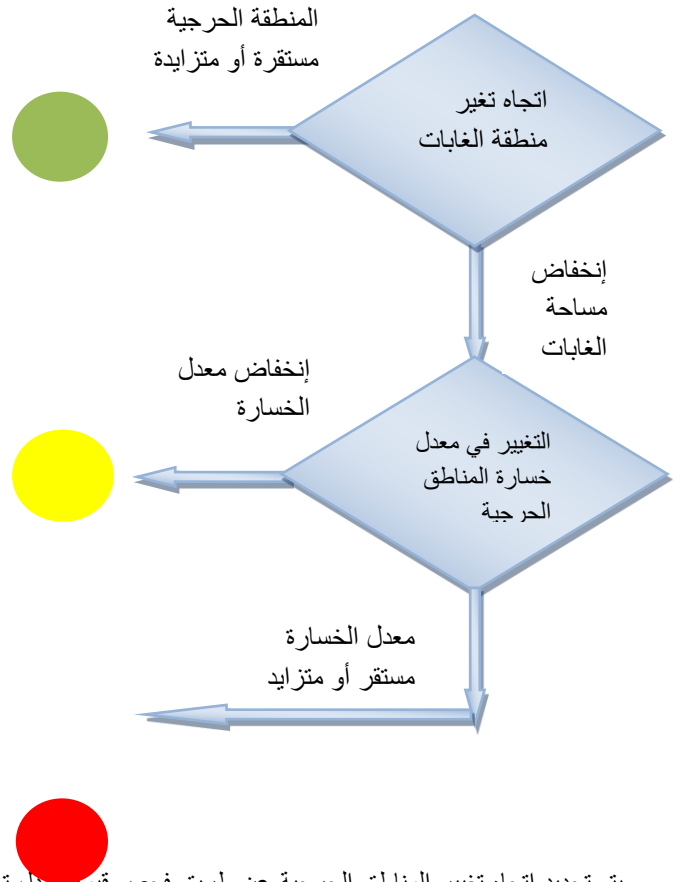 المنطقة الحرجية
مستقرة أو متزايدة
اتجاه تغير
منطقة الغابات
إنخفاض
مساحة
الغابات
إنخفاض معدل
الخسارة
التغيير في معدل
خسارة المناطق
الحرجية
معدل الخسارة
مستقر أو متزايد